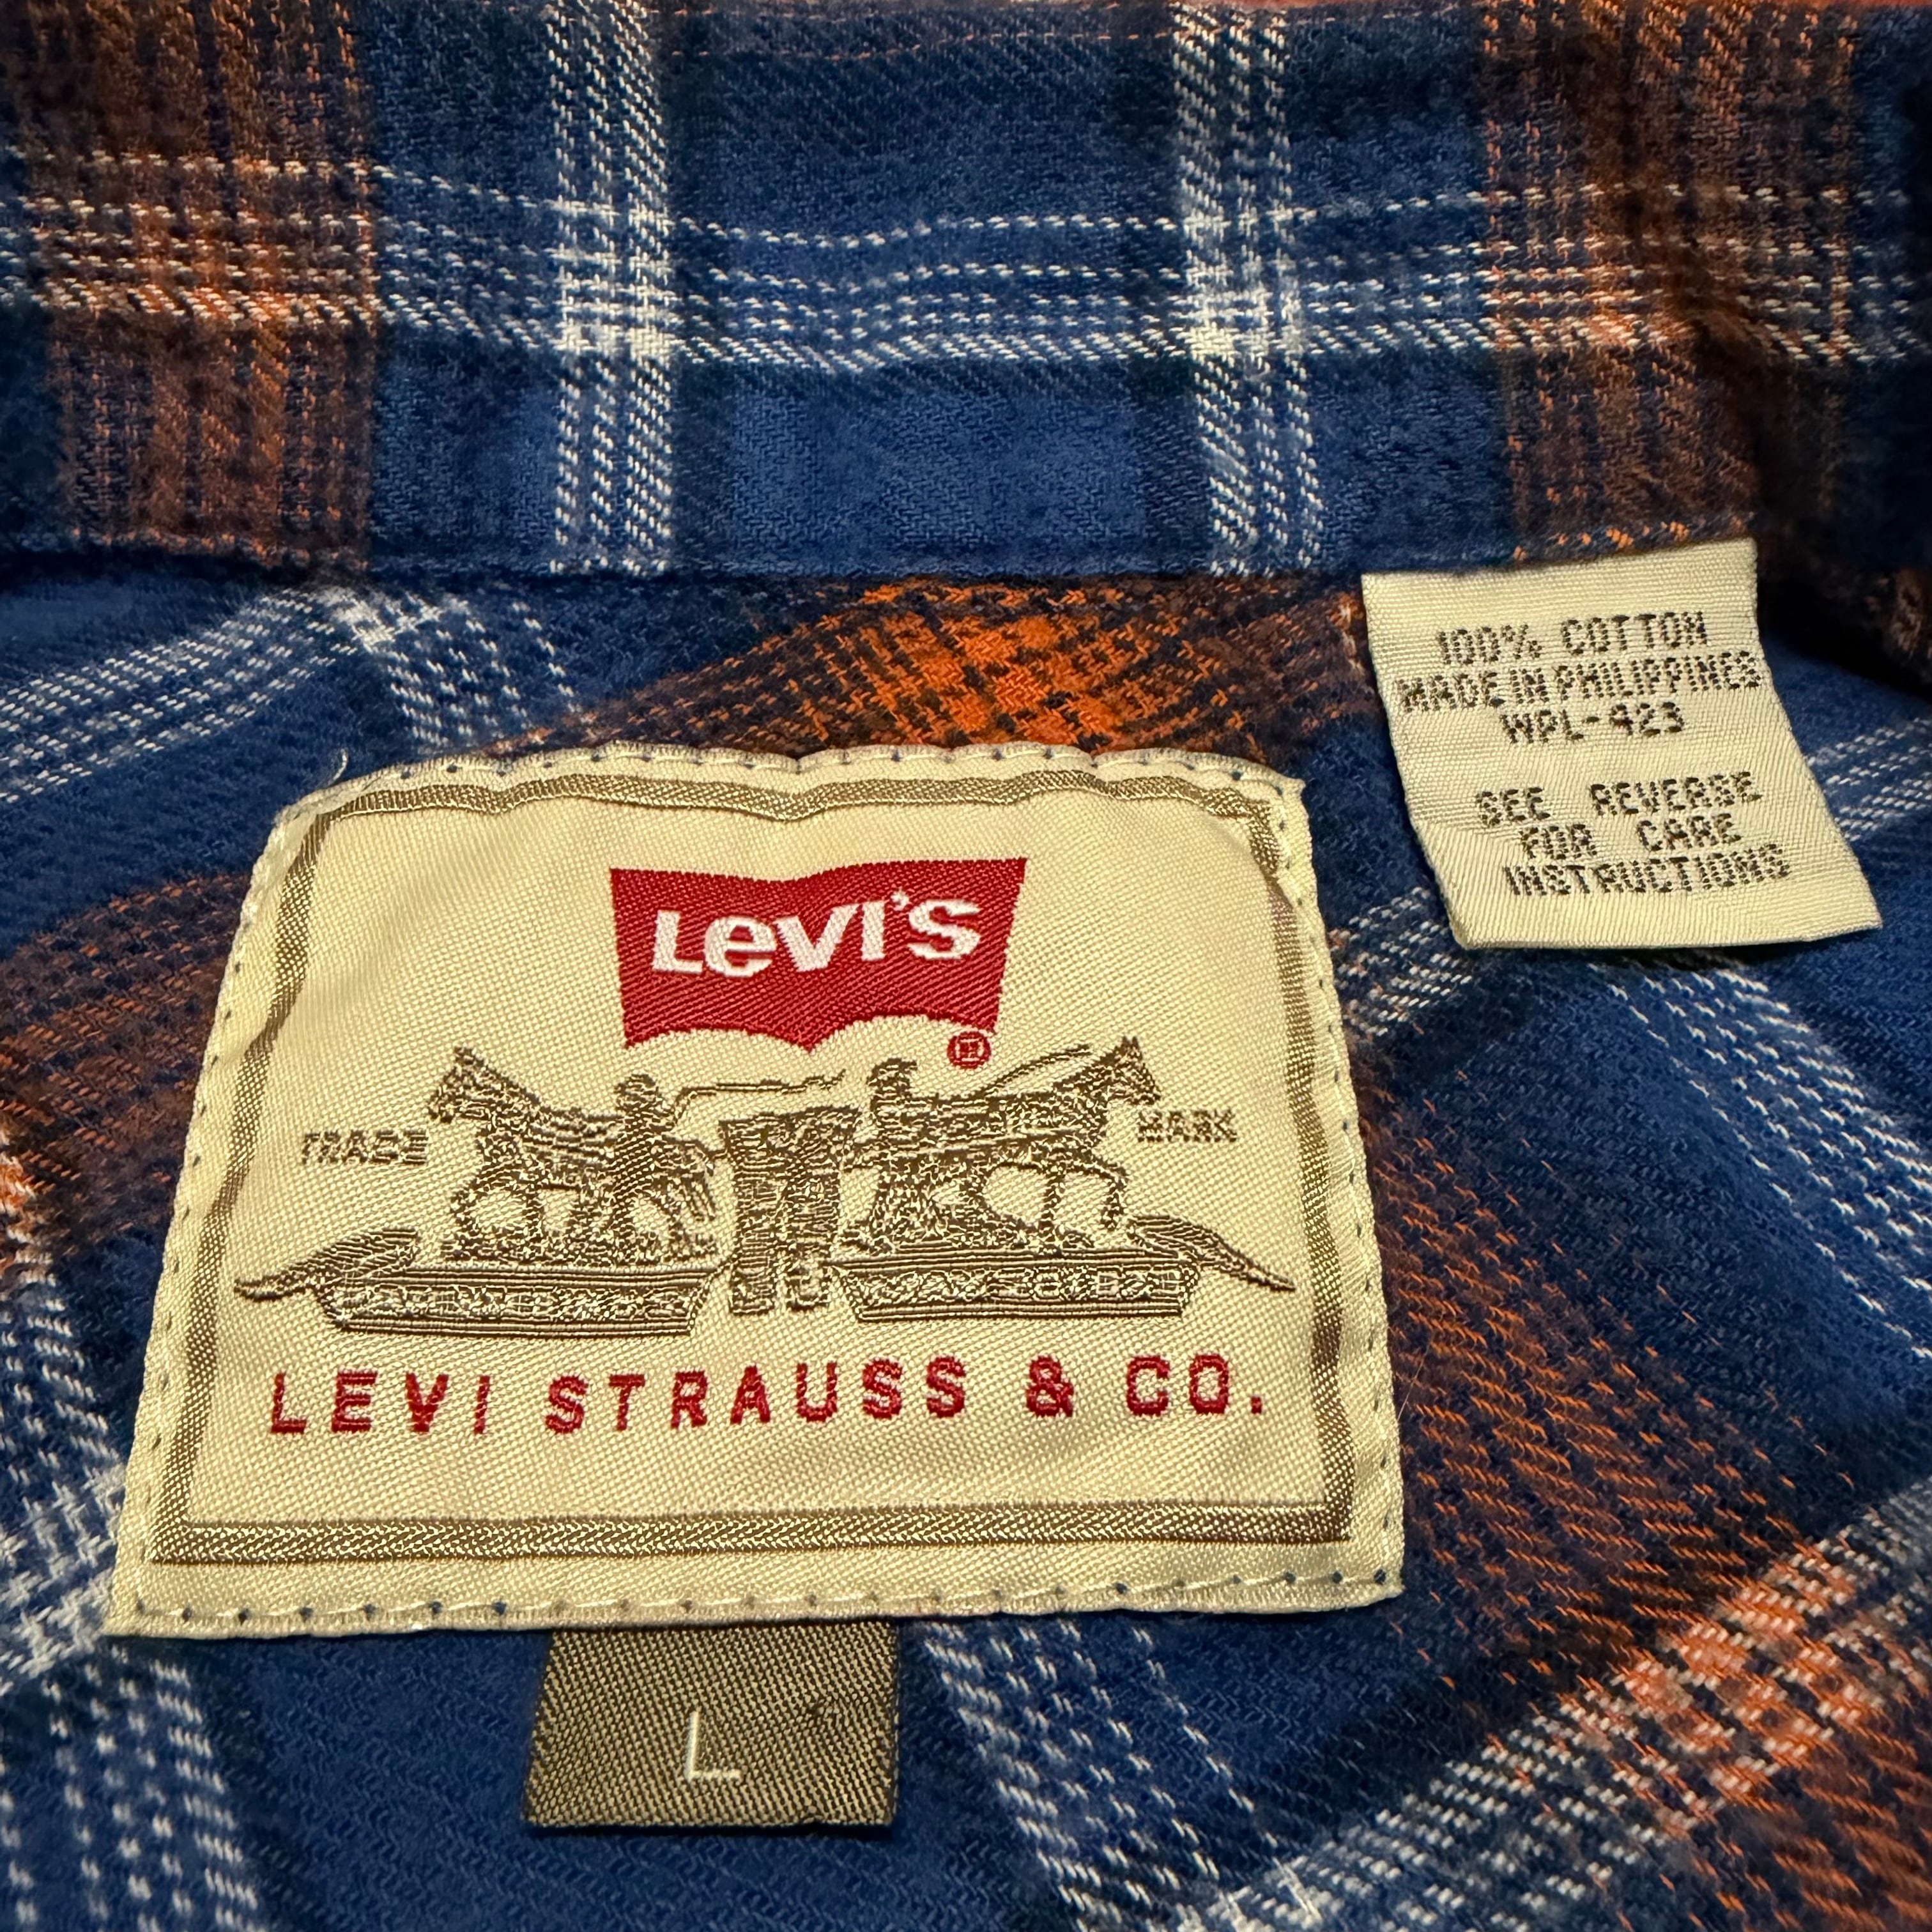 100% COTTON
MADE IN PHILIPPINES
WPL-423
SEE REVERSE
FOR CARE
INSTRUCTIONS
LEVI'S
®
TRADE MARK
LEVI STRAUSS & CO.
L